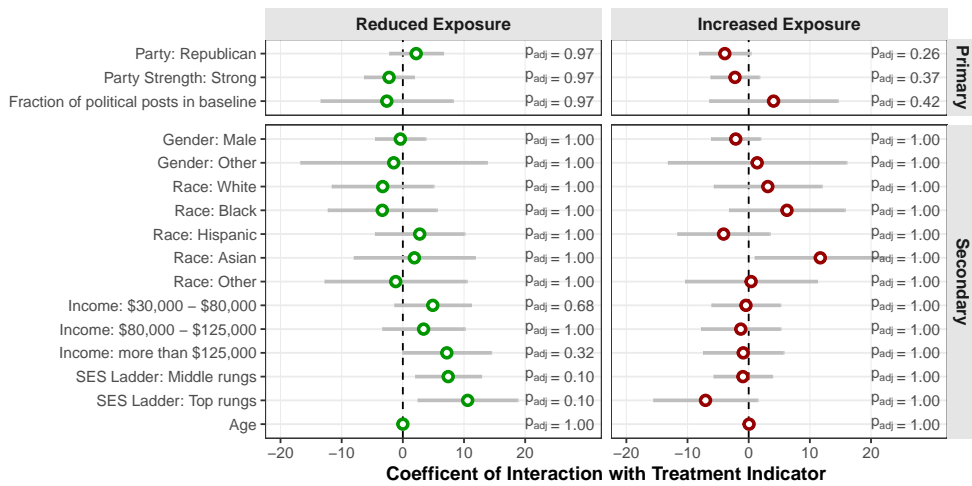 Reduced Exposure
Increased Exposure
Party: Republican
Party Strength: Strong
Fraction of political posts in baseline
padj = 0.97
padj = 0.97
padj = 0.97
padj = 0.26
padj = 0.37
padj = 0.42
Primary
Gender: Male
Gender: Other
Race: White
Race: Black
Race: Hispanic
Race: Asian
Race: Other
Income: $30,000 − $80,000
Income: $80,000 − $125,000
Income: more than $125,000
SES Ladder: Middle rungs
SES Ladder: Top rungs
Age
padj = 1.00
padj = 1.00
padj = 1.00
padj = 1.00
padj = 1.00
padj = 1.00
padj = 1.00
padj = 0.68
padj = 1.00
padj = 0.32
padj = 0.10
padj = 0.10
padj = 1.00
padj = 1.00
padj = 1.00
padj = 1.00
padj = 1.00
padj = 1.00
padj = 1.00
padj = 1.00
padj = 1.00
padj = 1.00
padj = 1.00
padj = 1.00
padj = 1.00
padj = 1.00
Secondary
−20 −10 0 10 20
−20 −10 0 10 20
Coefficent of Interaction with Treatment Indicator